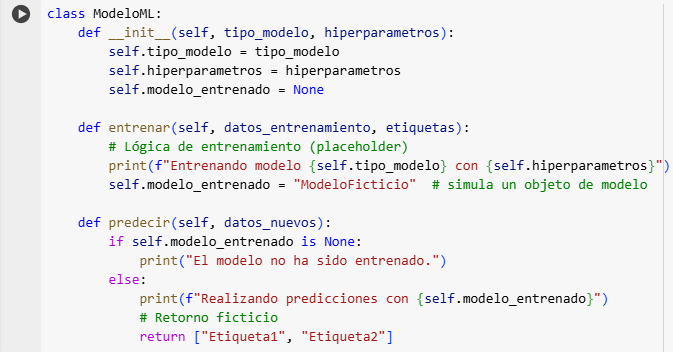 class ModeloML:
    def __init__(self, tipo_modelo, hiperparametros):
        self.tipo_modelo = tipo_modelo
        self.hiperparametros = hiperparametros
        self.modelo_entrenado = None

    def entrenar(self, datos_entrenamiento, etiquetas):
        # Lógica de entrenamiento (placeholder)
        print(f"Entrenando modelo {self.tipo_modelo} con {self.hiperparametros}")
        self.modelo_entrenado = "ModeloFicticio"  # simula un objeto de modelo

    def predecir(self, datos_nuevos):
        if self.modelo_entrenado is None:
            print("El modelo no ha sido entrenado.")
        else:
            print(f"Realizando predicciones con {self.modelo_entrenado}")
            # Retorno ficticio
            return ["Etiqueta1", "Etiqueta2"]